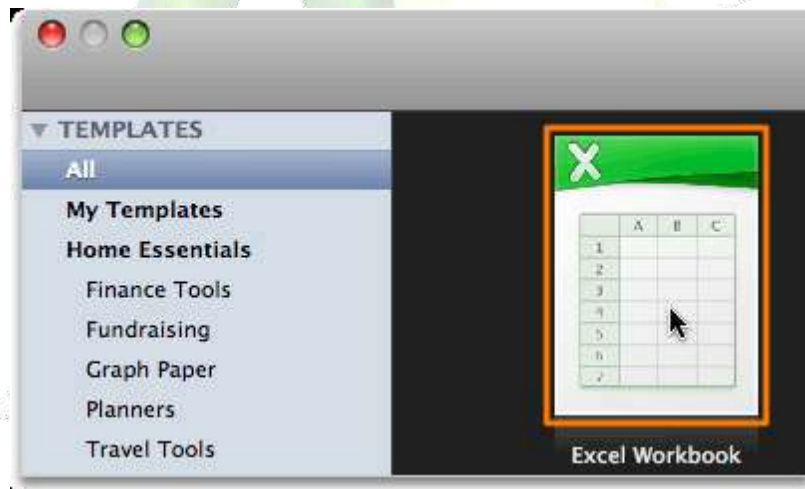 TEMPLATES
All
My Templates
Home Essentials
Finance Tools
Fundraising
Graph Paper
Planners
Travel Tools
X
A B C
1
2
3
4
5
6
7
Excel Workbook